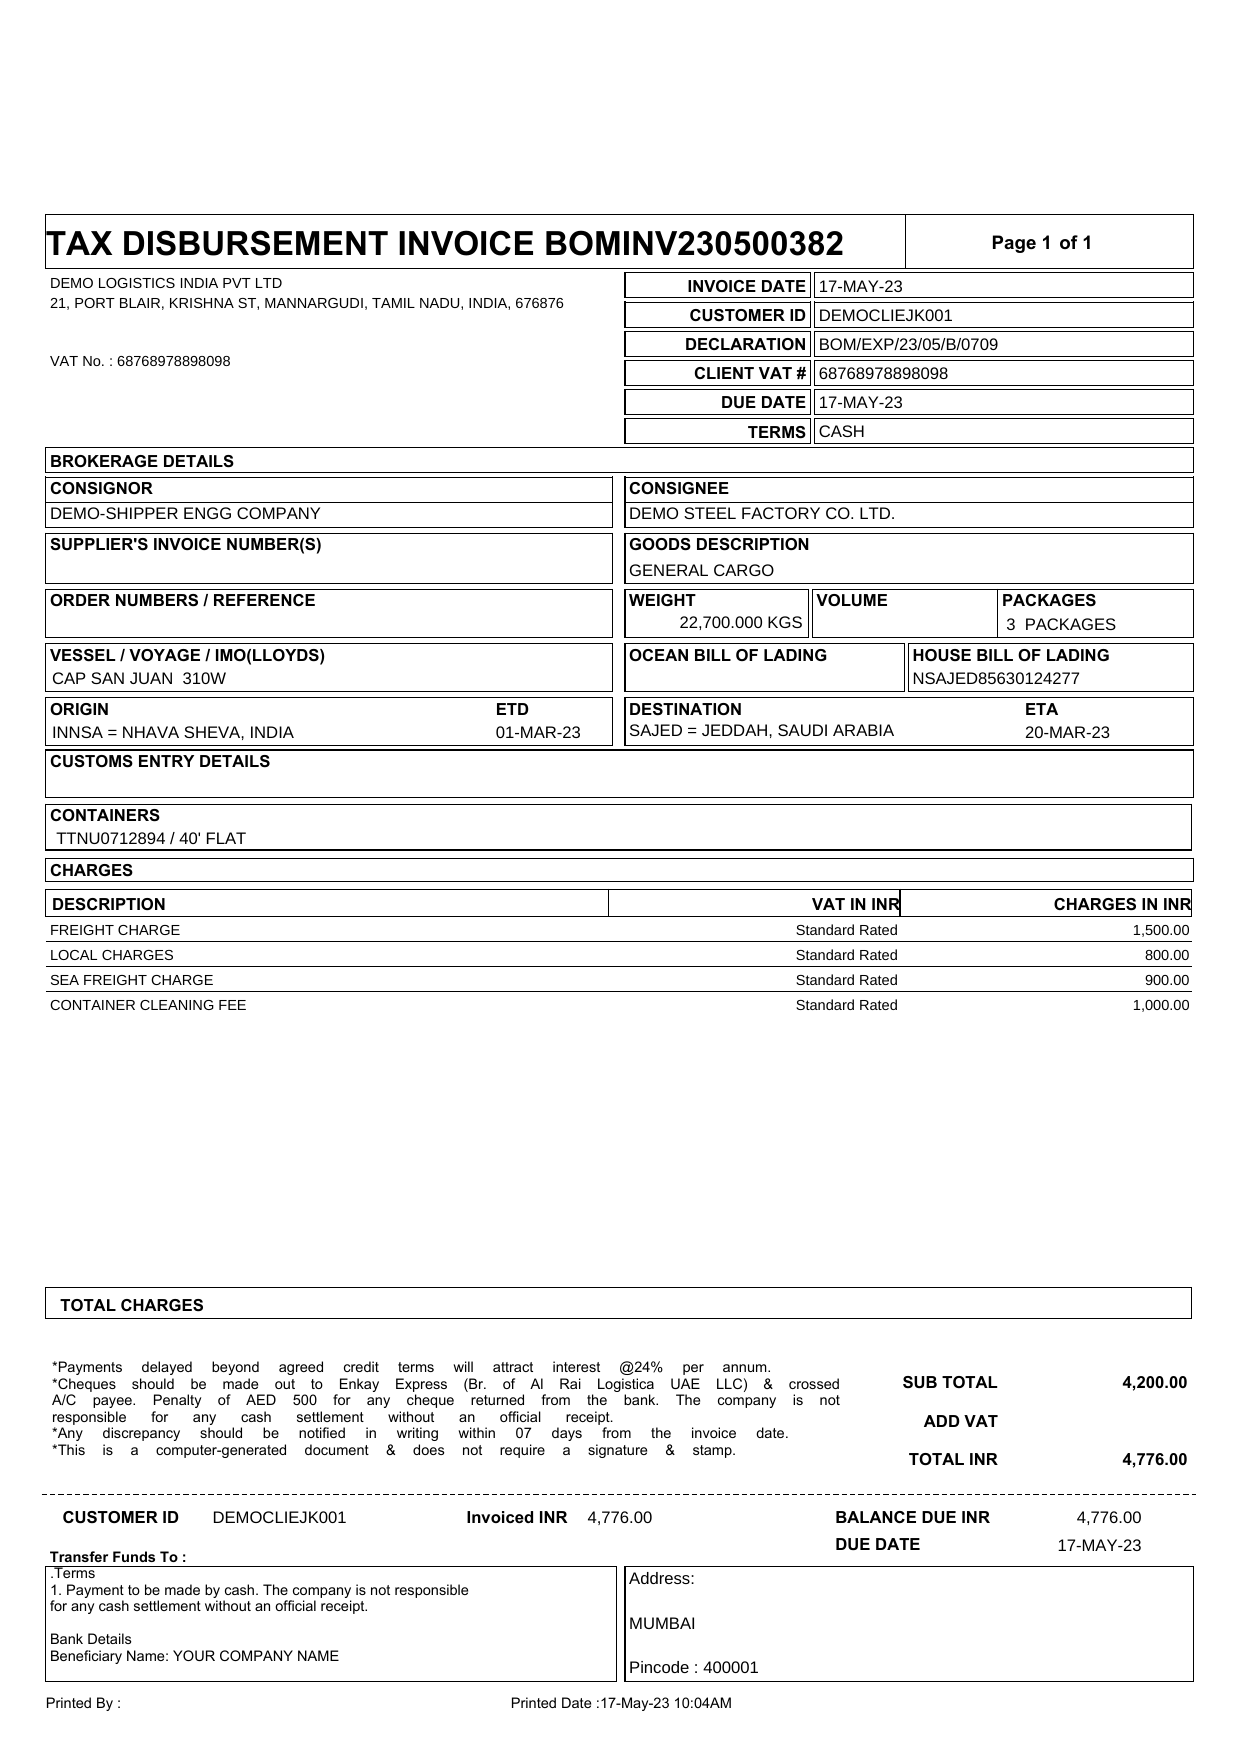 TAX DISBURSEMENT INVOICE BOMINV230500382
Page 1 of 1
DEMO LOGISTICS INDIA PVT LTD
21, PORT BLAIR, KRISHNA ST, MANNARGUDI, TAMIL NADU, INDIA, 676876
VAT No. : 68768978898098
INVOICE DATE 17-MAY-23
CUSTOMER ID DEMOCLIEJK001
DECLARATION BOM/EXP/23/05/B/0709
CLIENT VAT # 68768978898098
DUE DATE 17-MAY-23
TERMS CASH
BROKERAGE DETAILS
CONSIGNOR
DEMO-SHIPPER ENGG COMPANY
CONSIGNEE
DEMO STEEL FACTORY CO. LTD.
SUPPLIER'S INVOICE NUMBER(S)
GOODS DESCRIPTION
GENERAL CARGO
ORDER NUMBERS / REFERENCE
WEIGHT VOLUME PACKAGES
22,700.000 KGS 3 PACKAGES
VESSEL / VOYAGE / IMO(LLOYDS)
CAP SAN JUAN 310W
OCEAN BILL OF LADING
HOUSE BILL OF LADING
NSAJED85630124277
ORIGIN ETD
INNSA = NHAVA SHEVA, INDIA 01-MAR-23
DESTINATION ETA
SAJED = JEDDAH, SAUDI ARABIA 20-MAR-23
CUSTOMS ENTRY DETAILS
CONTAINERS
TTNU0712894 / 40' FLAT
CHARGES
DESCRIPTION VAT IN INR CHARGES IN INR
FREIGHT CHARGE Standard Rated 1,500.00
LOCAL CHARGES Standard Rated 800.00
SEA FREIGHT CHARGE Standard Rated 900.00
CONTAINER CLEANING FEE Standard Rated 1,000.00
TOTAL CHARGES
*Payments delayed beyond agreed credit terms will attract interest @24% per annum.
*Cheques should be made out to Enkay Express (Br. of Al Rai Logistica UAE LLC) & crossed
A/C payee. Penalty of AED 500 for any cheque returned from the bank. The company is not
responsible for any cash settlement without an official receipt.
*Any discrepancy should be notified in writing within 07 days from the invoice date.
*This is a computer-generated document & does not require a signature & stamp.
SUB TOTAL 4,200.00
ADD VAT
TOTAL INR 4,776.00
CUSTOMER ID DEMOCLIEJK001 Invoiced INR 4,776.00 BALANCE DUE INR 4,776.00
DUE DATE 17-MAY-23
Transfer Funds To :
.Terms
1. Payment to be made by cash. The company is not responsible
for any cash settlement without an official receipt.
Bank Details
Beneficiary Name: YOUR COMPANY NAME
Address:
MUMBAI
Pincode : 400001
Printed By : Printed Date :17-May-23 10:04AM